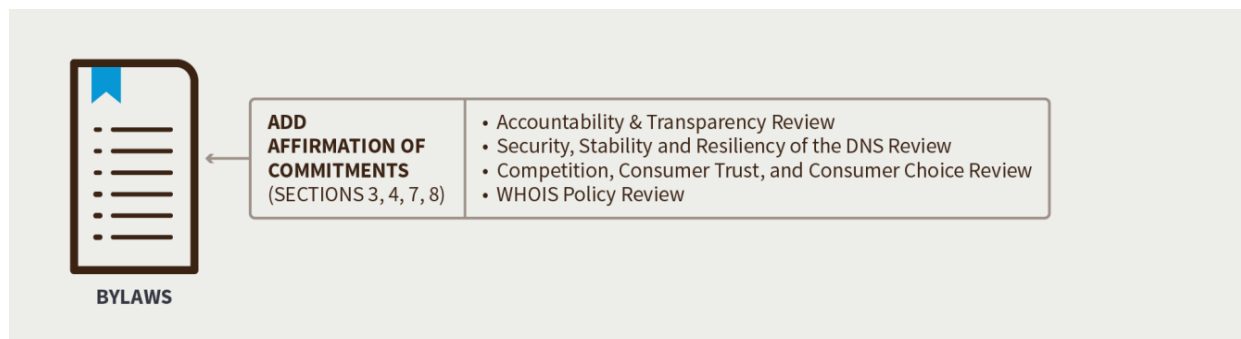 ADD
AFFIRMATION OF
COMMITMENTS
(SECTIONS 3, 4, 7, 8)
• Accountability & Transparency Review
• Security, Stability and Resiliency of the DNS Review
• Competition, Consumer Trust, and Consumer Choice Review
• WHOIS Policy Review
BYLAWS